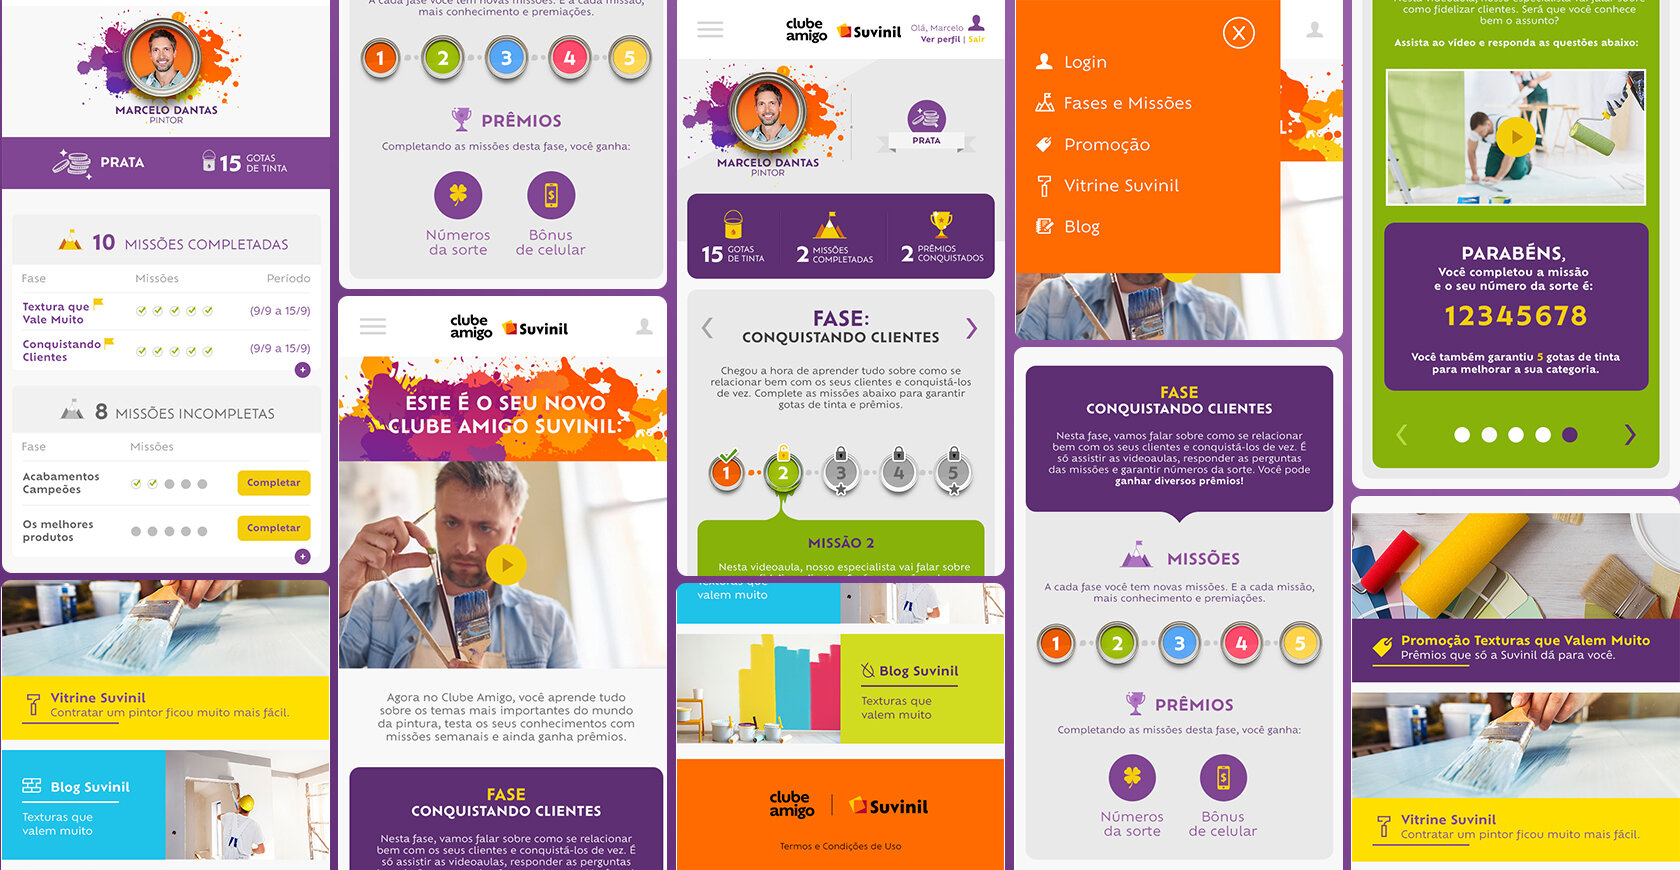 MARCELO DANTAS
PINTOR
PRATA
15 GOTAS
DE TINTA
10 MISSÕES COMPLETADAS
Fase Missões Período
Textura que
Vale Muito
(9/9 a 15/9)
Conquistando
Clientes
(9/9 a 15/9)
+
8 MISSÕES INCOMPLETAS
Fase Missões
Acabamentos
Campeões
Completar
Os melhores
produtos
Completar
+
Vitrine Suvinil
Contratar um pintor ficou muito mais fácil.
Blog Suvinil
Texturas que
valem muito
A cada fase você tem novas missões. E a cada missão,
mais conhecimento e premiações.
1 2 3 4 5
PRÊMIOS
Completando as missões desta fase, você ganha:
Números
da sorte
Bônus
de celular
clube
amigo
Suvinil
ESTE É O SEU NOVO
CLUBE AMIGO SUVINIL:
Agora no Clube Amigo, você aprende tudo
sobre os temas mais importantes do mundo
da pintura, testa os seus conhecimentos com
missões semanais e ainda ganha prêmios.
FASE
CONQUISTANDO CLIENTES
Nesta fase, vamos falar sobre como se relacionar
bem com os seus clientes e conquistá-los de vez. É
só assistir as videoaulas, responder as perguntas
clube
amigo
Suvinil
Olá, Marcelo
Ver perfil | Sair
MARCELO DANTAS
PINTOR
PRATA
15 GOTAS
DE TINTA
2 MISSÕES
COMPLETADAS
2 PRÊMIOS
CONQUISTADOS
FASE:
CONQUISTANDO CLIENTES
Chegou a hora de aprender tudo sobre como se
relacionar bem com os seus clientes e conquistá-los
de vez. Complete as missões abaixo para garantir
gotas de tinta e prêmios.
1 2 3 4 5
MISSÃO 2
Nesta videoaula, nosso especialista vai falar sobre
Texturas que
valem muito
Blog Suvinil
Texturas que
valem muito
clube
amigo
Suvinil
Termos e Condições de Uso
X
Login
Fases e Missões
Promoção
Vitrine Suvinil
Blog
FASE
CONQUISTANDO CLIENTES
Nesta fase, vamos falar sobre como se relacionar
bem com os seus clientes e conquistá-los de vez. É
só assistir as videoaulas, responder as perguntas
das missões e garantir números da sorte. Você pode
ganhar diversos prêmios!
MISSÕES
A cada fase você tem novas missões. E a cada missão,
mais conhecimento e premiações.
1 2 3 4 5
PRÊMIOS
Completando as missões desta fase, você ganha:
Números
da sorte
Bônus
de celular
Nesta videoaula, nosso especialista vai falar sobre
como fidelizar clientes. Será que você conhece
bem o assunto?
Assista ao vídeo e responda as questões abaixo:
PARABÉNS,
Você completou a missão
e o seu número da sorte é:
12345678
Você também garantiu 5 gotas de tinta
para melhorar a sua categoria.
Promoção Texturas que Valem Muito
Prêmios que só a Suvinil dá para você.
Vitrine Suvinil
Contratar um pintor ficou muito mais fácil.